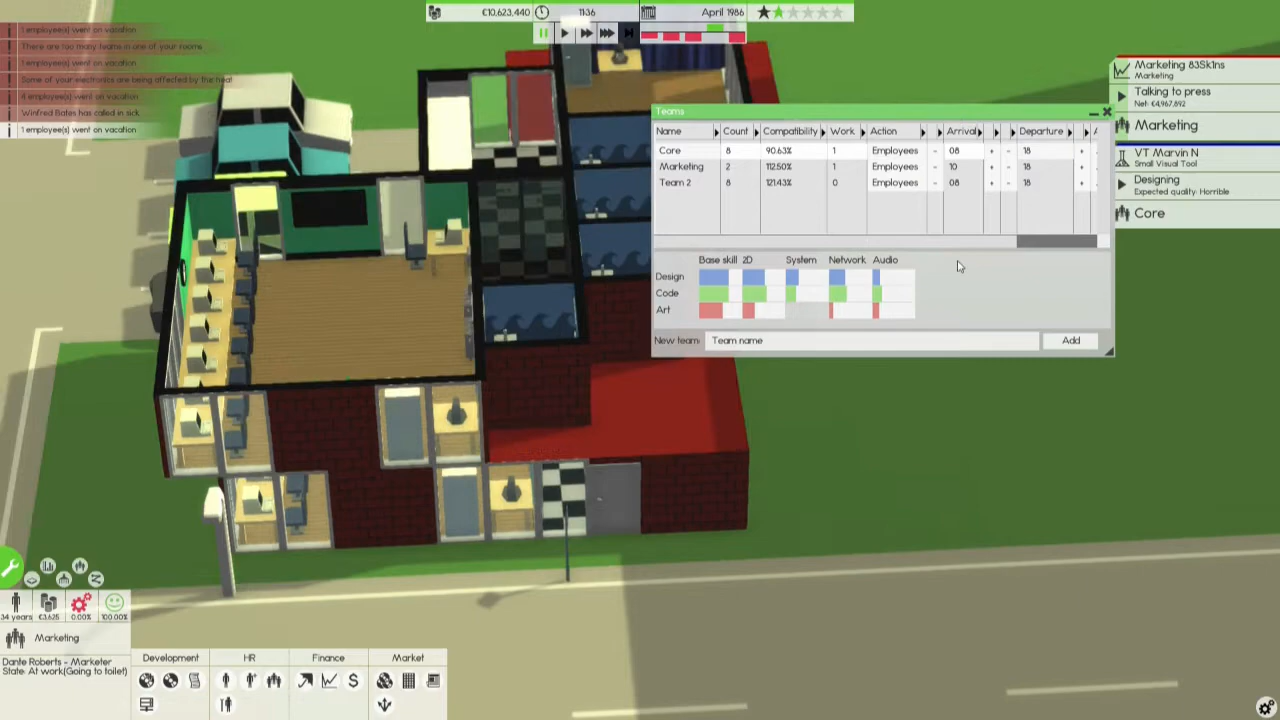 1 employee(s) went on vacation
There are too many teams in one of your rooms
1 employee(s) went on vacation
Some of your electronics are being affected by the heat
4 employee(s) went on vacation
Winfred Bates has called in sick
1 employee(s) went on vacation
€10,623,440 11:36 April 1986
Marketing 83Sk1ns
Marketing
Talking to press
Net: €4,967,892
Marketing
VT Marvin N
Small Visual Tool
Designing
Expected quality: Horrible
Core
Teams
Name Count Compatibility Work Action Arrival Departure A
Core 8 90.63% 1 Employees - 08 + - 18 +
Marketing 2 112.50% 1 Employees - 10 + - 18 +
Team 2 8 121.43% 0 Employees - 08 + - 18 +
Base skill 2D System Network Audio
Design
Code
Art
New team: Team name Add
34 years €3,625 0.00% 100.00%
Marketing
Dante Roberts - Marketer
State: At work(Going to toilet)
Development HR Finance Market